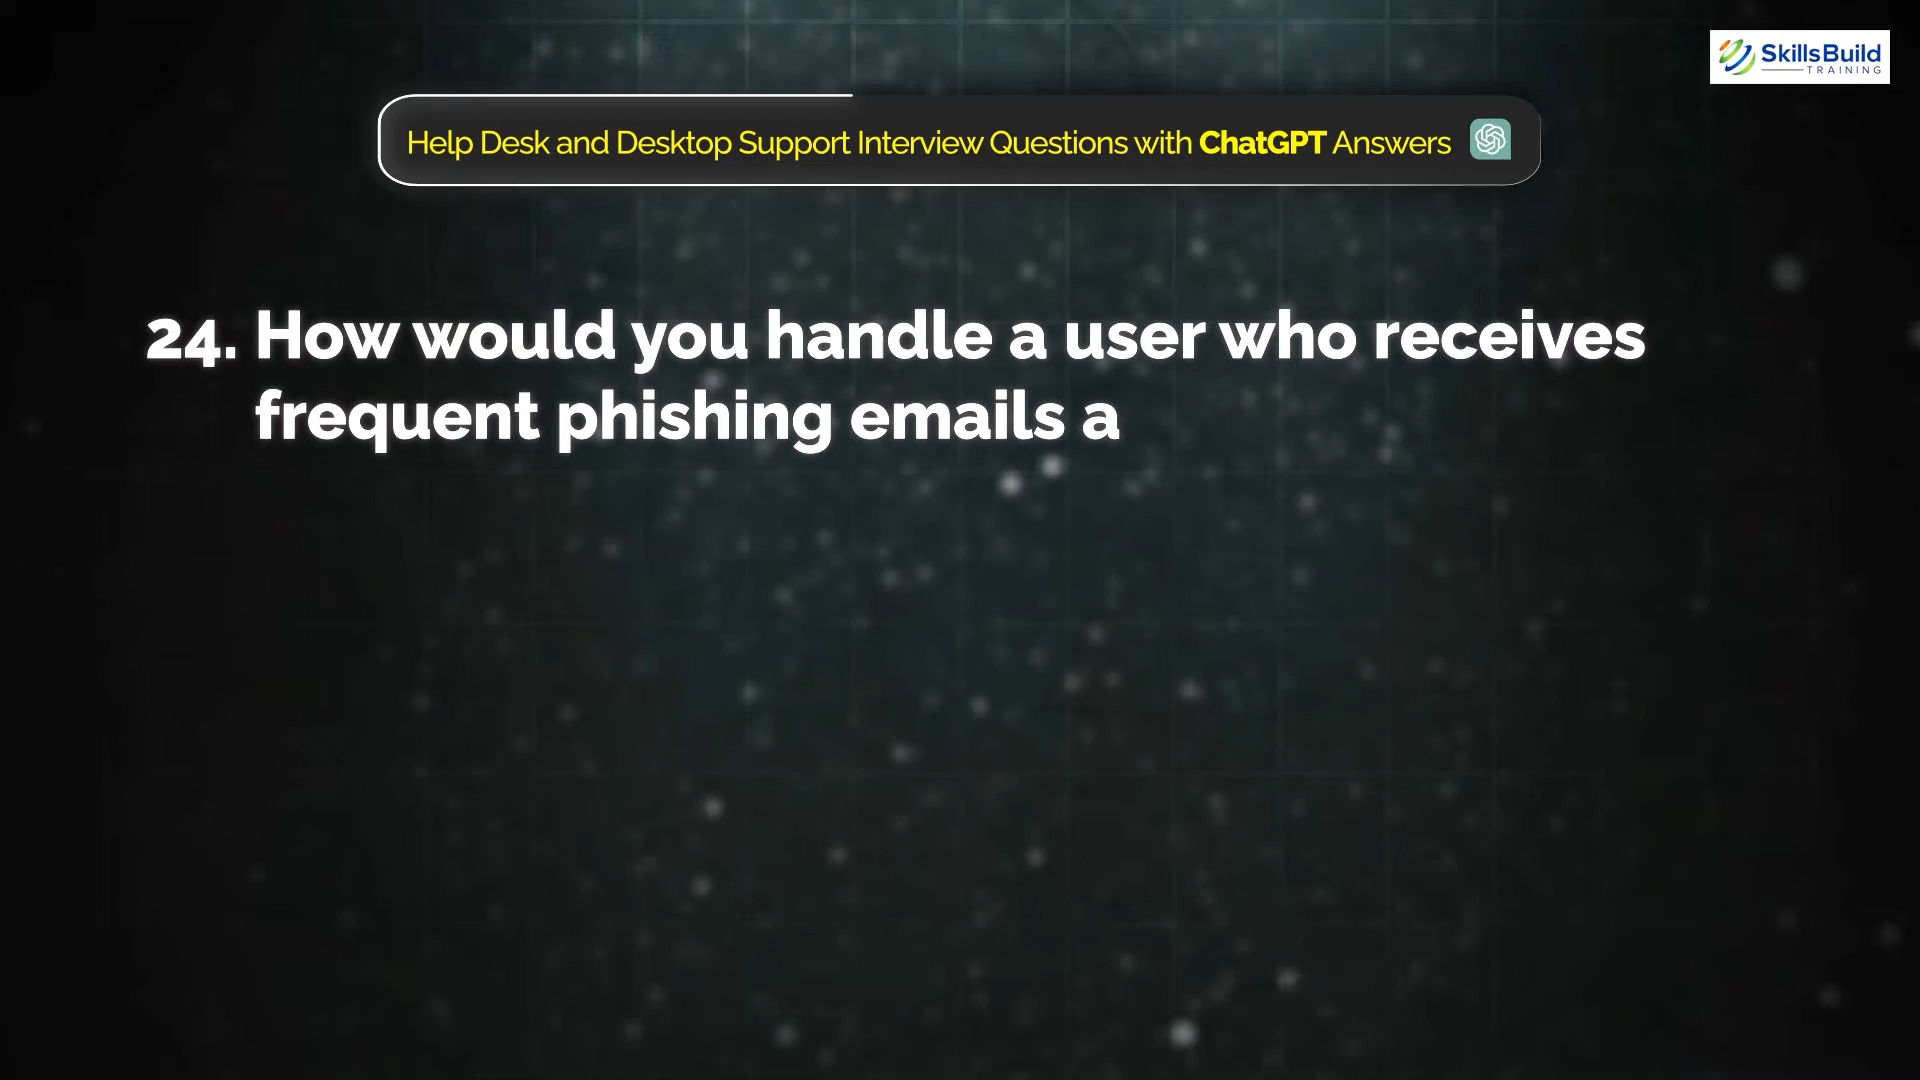 SkillsBuild
TRAINING
Help Desk and Desktop Support Interview Questions with ChatGPT Answers
24. How would you handle a user who receives
frequent phishing emails a